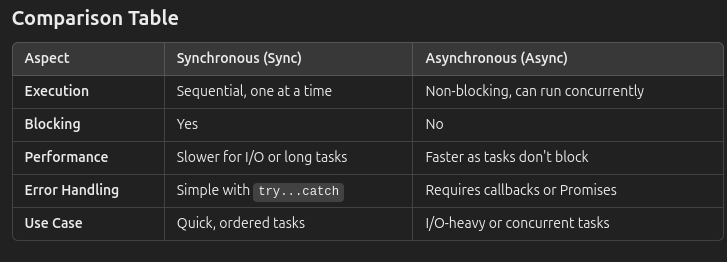 Comparison Table
Aspect Synchronous (Sync) Asynchronous (Async)
Execution Sequential, one at a time Non-blocking, can run concurrently
Blocking Yes No
Performance Slower for I/O or long tasks Faster as tasks don't block
Error Handling Simple with try...catch Requires callbacks or Promises
Use Case Quick, ordered tasks I/O-heavy or concurrent tasks